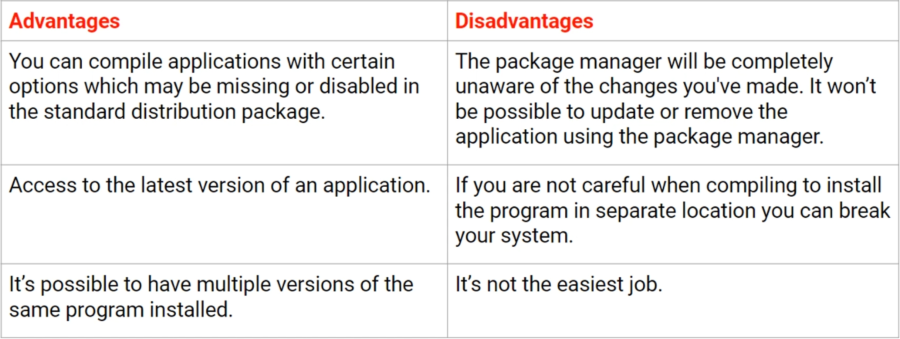 Advantages
Disadvantages
You can compile applications with certain
options which may be missing or disabled in
the standard distribution package.
The package manager will be completely
unaware of the changes you've made. It won’t
be possible to update or remove the
application using the package manager.
Access to the latest version of an application.
If you are not careful when compiling to install
the program in separate location you can break
your system.
It’s possible to have multiple versions of the
same program installed.
It’s not the easiest job.